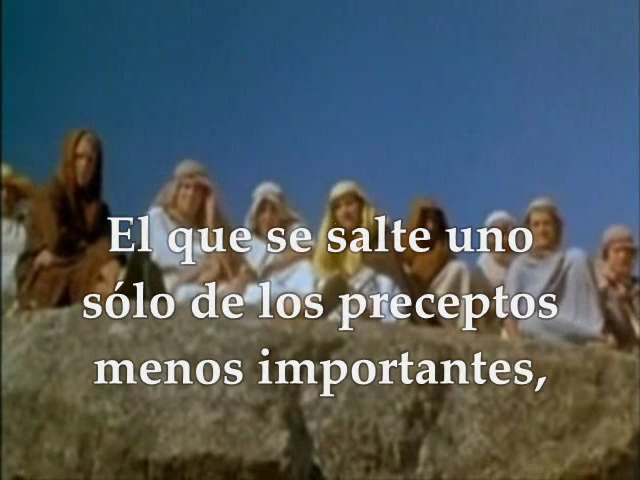 El que se salte uno
sólo de los preceptos
menos importantes,